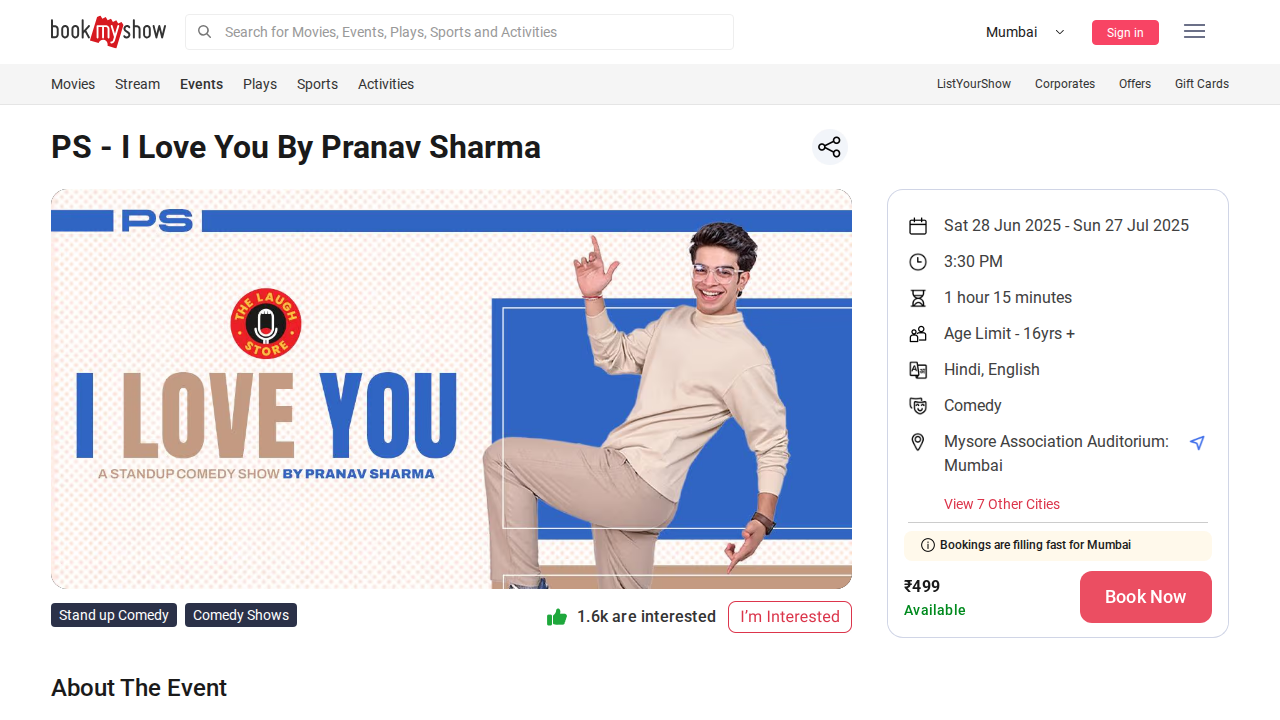 bookmyshow
Search for Movies, Events, Plays, Sports and Activities
Mumbai
Sign in
Movies
Stream
Events
Plays
Sports
Activities
ListYourShow
Corporates
Offers
Gift Cards
PS - I Love You By Pranav Sharma
PS
THE LAUGH
STORE
I LOVE YOU
A STANDUP COMEDY SHOW BY PRANAV SHARMA
Sat 28 Jun 2025 - Sun 27 Jul 2025
3:30 PM
1 hour 15 minutes
Age Limit - 16yrs +
Hindi, English
Comedy
Mysore Association Auditorium:
Mumbai
View 7 Other Cities
Bookings are filling fast for Mumbai
₹499
Available
Book Now
Stand up Comedy
Comedy Shows
1.6k are interested
I'm Interested
About The Event